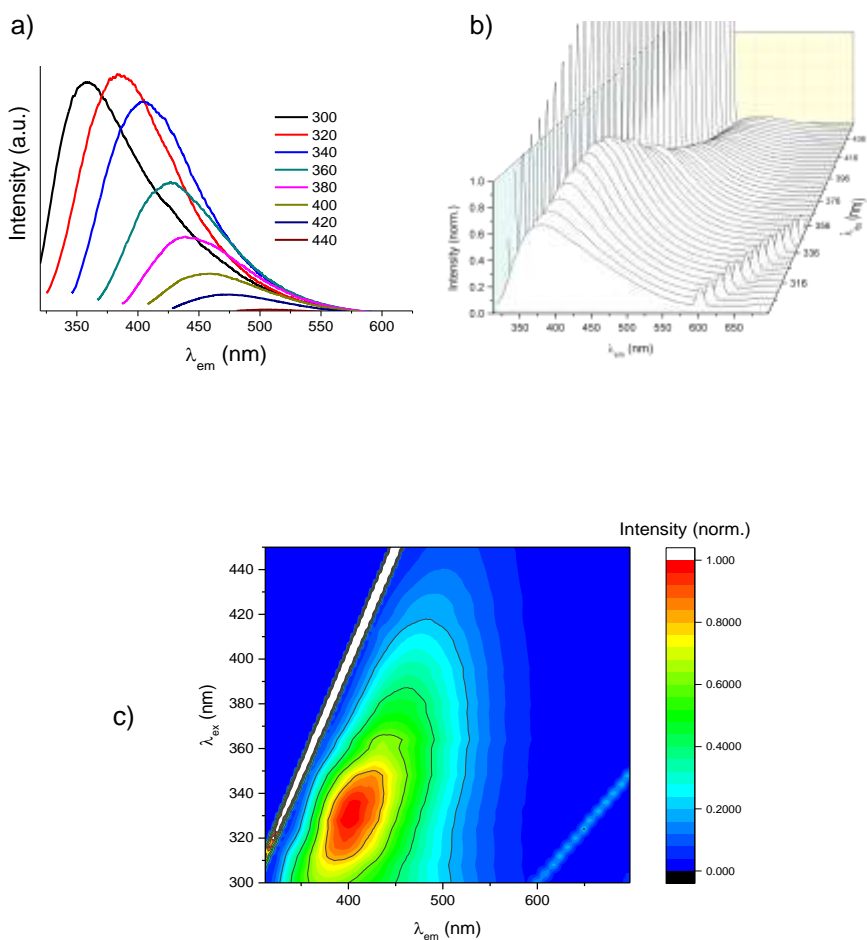 a)
Intensity (a.u.)
300
320
340
360
380
400
420
440
350 400 450 500 550 600
λem (nm)
b)
Intensity (norm.)
1.0
0.8
0.6
0.4
0.2
0.0
350 400 450 500 550 600 650
λem (nm)
316
336
356
376
396
416
436
λex (nm)
c)
λex (nm)
440
420
400
380
360
340
320
300
400 500 600
λem (nm)
Intensity (norm.)
1.000
0.8000
0.6000
0.4000
0.2000
0.000